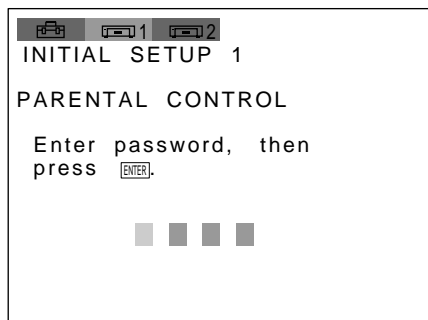 1 2
INITIAL SETUP 1
PARENTAL CONTROL
Enter password, then
press ENTER.